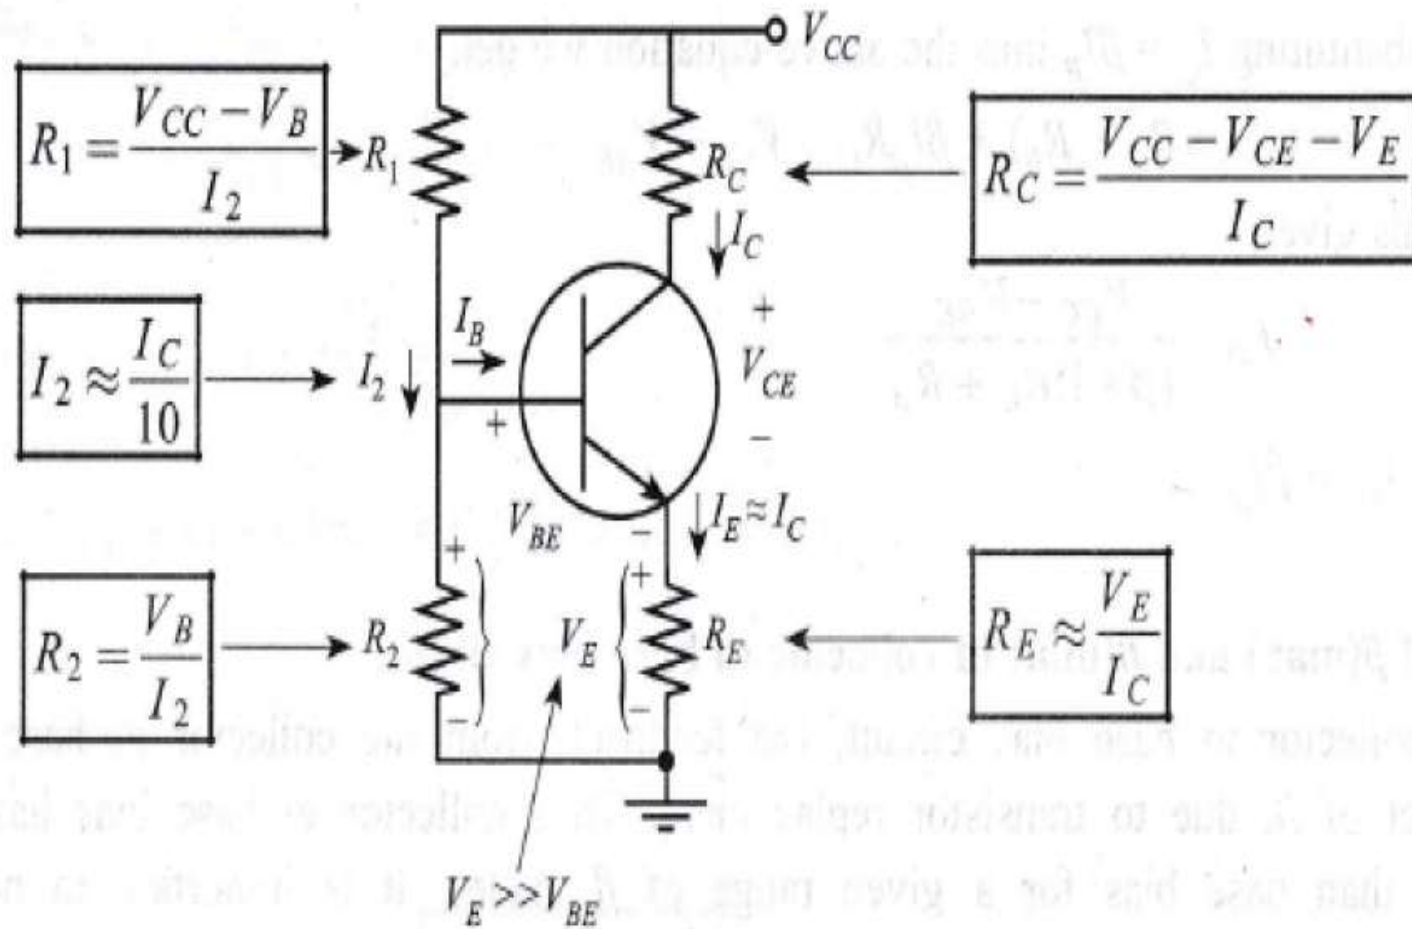 V_CC
R_1 = (V_CC − V_B) / I_2
R_1
R_C
R_C = (V_CC − V_CE − V_E) / I_C
I_C
I_2 ≈ I_C / 10
I_2
I_B
+
V_CE
−
+
V_BE
−
I_E ≈ I_C
R_2 = V_B / I_2
R_2
+
−
V_E
+
−
R_E
R_E ≈ V_E / I_C
V_E >> V_BE